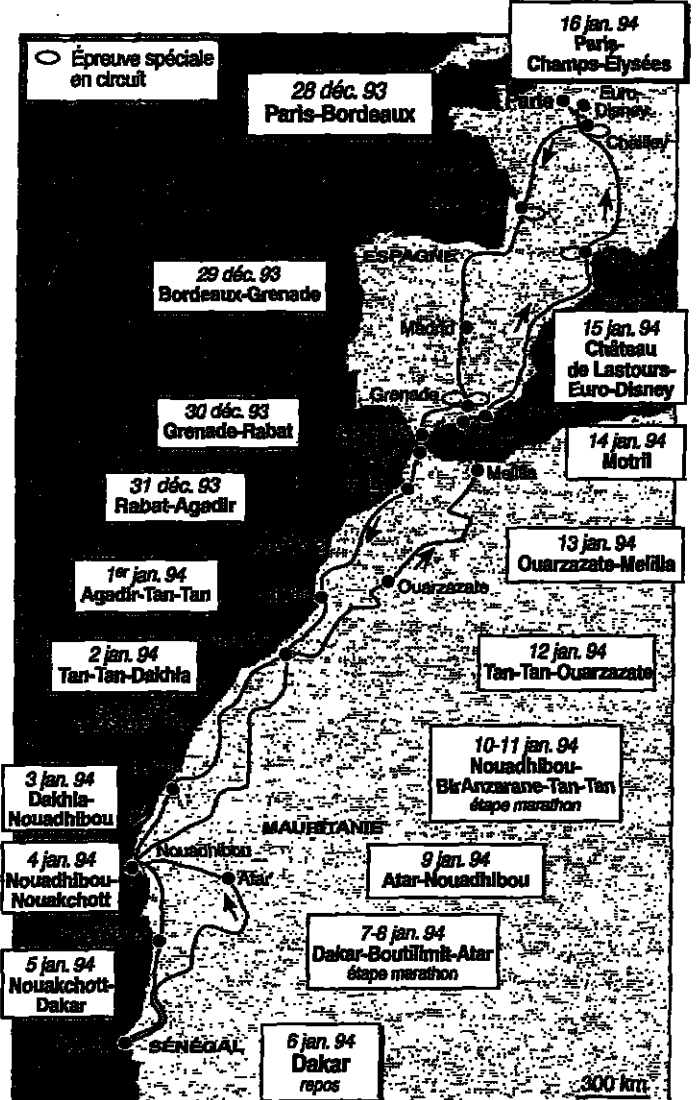 Épreuve spéciale
en circuit
16 jan. 94
Paris-
Champs-Élysées
28 déc. 93
Paris-Bordeaux
Paris
Euro-
Disney
Chailley
ESPAGNE
29 déc. 93
Bordeaux-Grenade
Madrid
15 jan. 94
Château
de Lastours-
Euro-Disney
Grenade
30 déc. 93
Grenade-Rabat
14 jan. 94
Motril
Melilla
31 déc. 93
Rabat-Agadir
13 jan. 94
Ouarzazate-Melilla
1er jan. 94
Agadir-Tan-Tan
Ouarzazate
2 jan. 94
Tan-Tan-Dakhla
12 jan. 94
Tan-Tan-Ouarzazate
10-11 jan. 94
Nouadhibou-
BirAnzarane-Tan-Tan
étape marathon
3 jan. 94
Dakhla-
Nouadhibou
MAURITANIE
Nouadhibou
4 jan. 94
Nouadhibou-
Nouakchott
Atar
9 jan. 94
Atar-Nouadhibou
7-8 jan. 94
Dakar-Boutilimit-Atar
étape marathon
5 jan. 94
Nouakchott-
Dakar
SÉNÉGAL
6 jan. 94
Dakar
repos
300 km